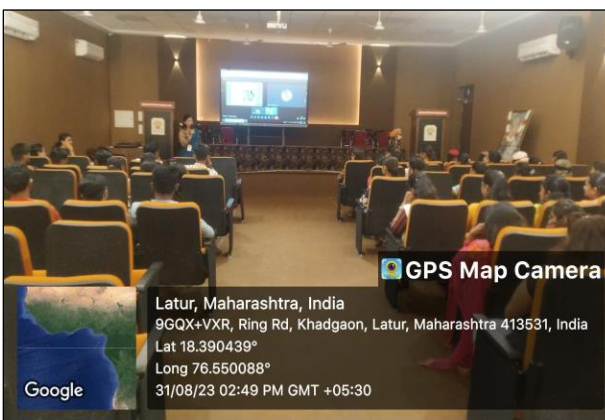 GPS Map Camera
Latur, Maharashtra, India
9GQX+VXR, Ring Rd, Khadgaon, Latur, Maharashtra 413531, India
Lat 18.390439°
Long 76.550088°
31/08/23 02:49 PM GMT +05:30
Google